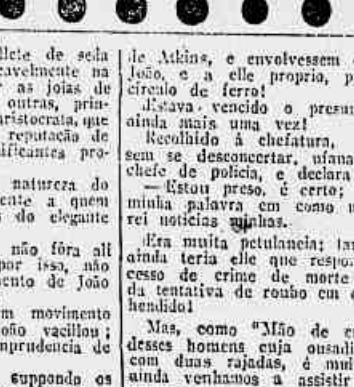 llete de seda
cavelmente na
as joias de
outras, prin-
aristocrata, que
reputação de
ificantes pro-
natureza do
cente a quem
do elegante
não fôra ali
por isso, não
mento de João
m movimento
oão vacillou;
mprudencia de
suppondo os
de Atkins, e envolvessem
João, e a elle proprio, p
circulo de ferro!
Estava vencido o presu
ainda mais uma vez!
Recolhido á chefatura,
sem se desconcertar, ufana
chefe de policia, e declara
— Estou preso, é certo;
minha palavra em como n
rei noticias minhas.
Era muita petulancia; tan
ainda teria elle que respo
cesso de crime de morte
da tentativa de roubo em
hendido!
Mas, como "Mão de
desses homens cuja ousadi
com duas rajadas, é mui
ainda venhamos a assistir